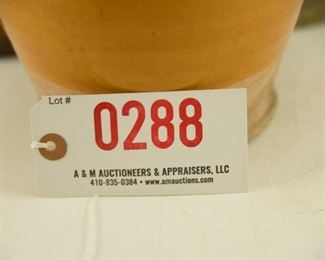 Lot #
0288
A & M AUCTIONEERS & APPRAISERS, LLC
410-835-0384 • www.amauctions.com